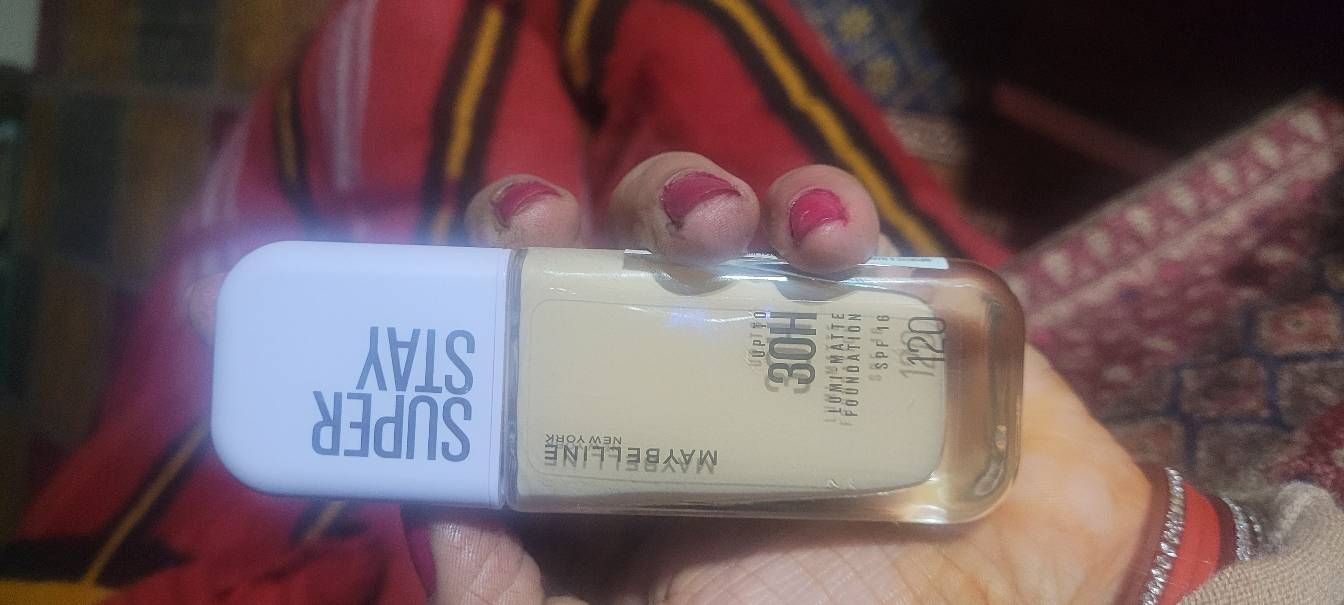 SUPER
STAY
MAYBELLINE
NEW YORK
UP TO
30H
LUMI-MATTE
FOUNDATION
SPF 16
120